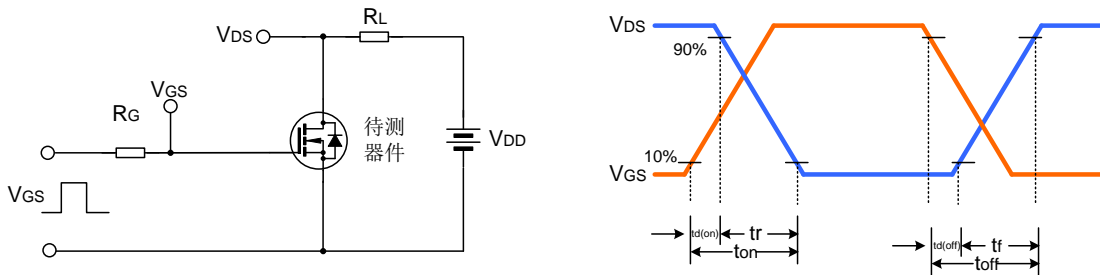 RL
VDS
VGS
RG
待测
器件
VDD
VGS
VDS
90%
10%
VGS
td(on)
tr
ton
td(off)
tf
toff